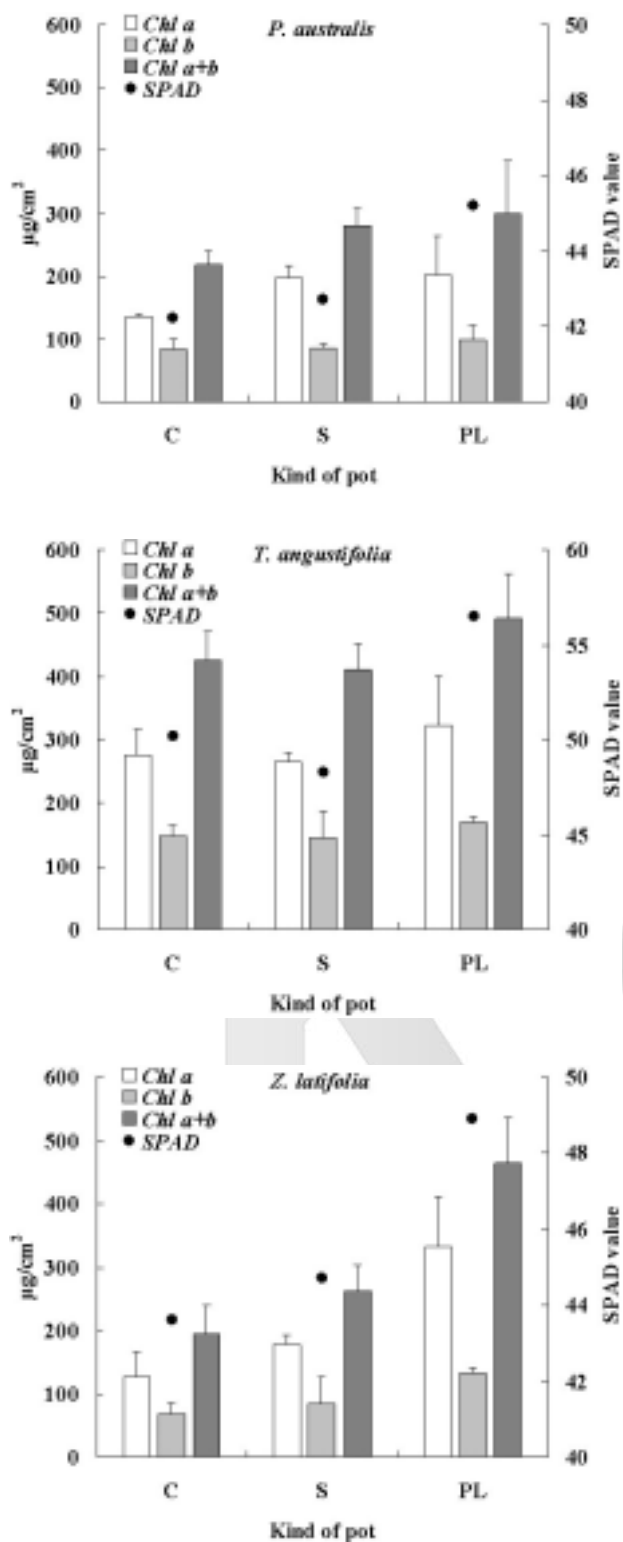 P. australis
Chl a
Chl b
Chl a+b
SPAD
600
500
400
300
200
100
0
µg/cm²
50
48
46
44
42
40
SPAD value
C S PL
Kind of pot
T. angustifolia
Chl a
Chl b
Chl a+b
SPAD
600
500
400
300
200
100
0
µg/cm²
60
55
50
45
40
SPAD value
C S PL
Kind of pot
Z. latifolia
Chl a
Chl b
Chl a+b
SPAD
600
500
400
300
200
100
0
µg/cm²
50
48
46
44
42
40
SPAD value
C S PL
Kind of pot